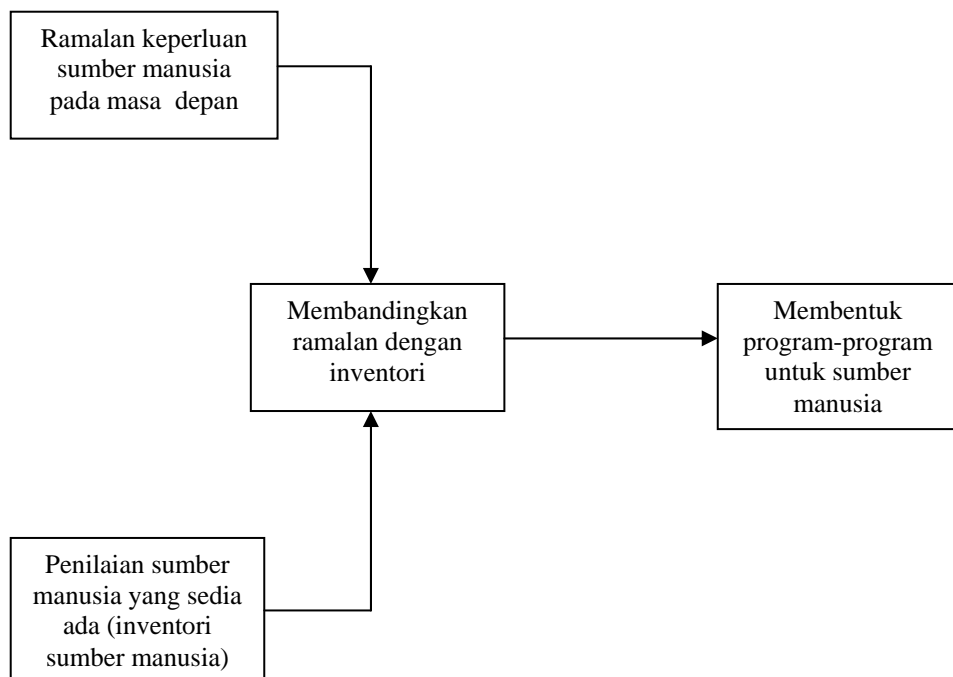 Ramalan keperluan
sumber manusia
pada masa depan
Membandingkan
ramalan dengan
inventori
Membentuk
program-program
untuk sumber
manusia
Penilaian sumber
manusia yang sedia
ada (inventori
sumber manusia)